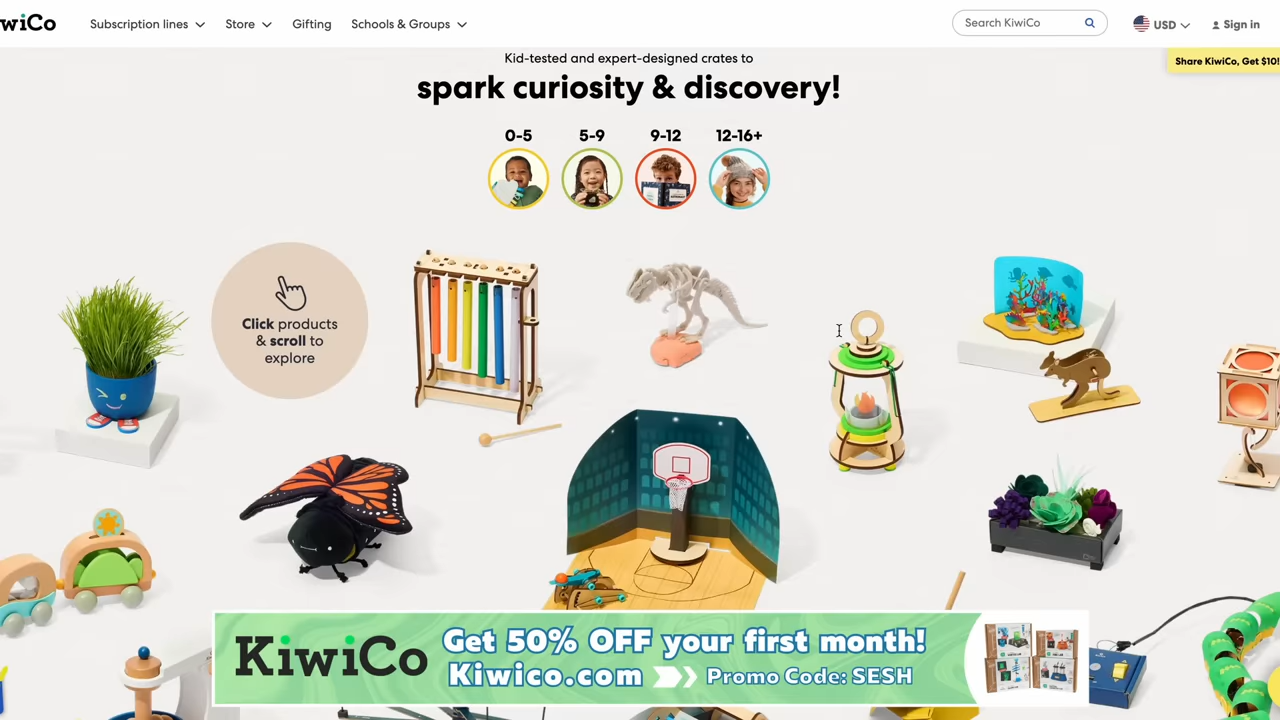 wiCo
Subscription lines
Store
Gifting
Schools & Groups
Search KiwiCo
USD
Sign in
Share KiwiCo, Get $10!
Kid-tested and expert-designed crates to
spark curiosity & discovery!
0-5
5-9
9-12
12-16+
Click products
& scroll to
explore
KiwiCo
Get 50% OFF your first month!
Kiwico.com
Promo Code: SESH